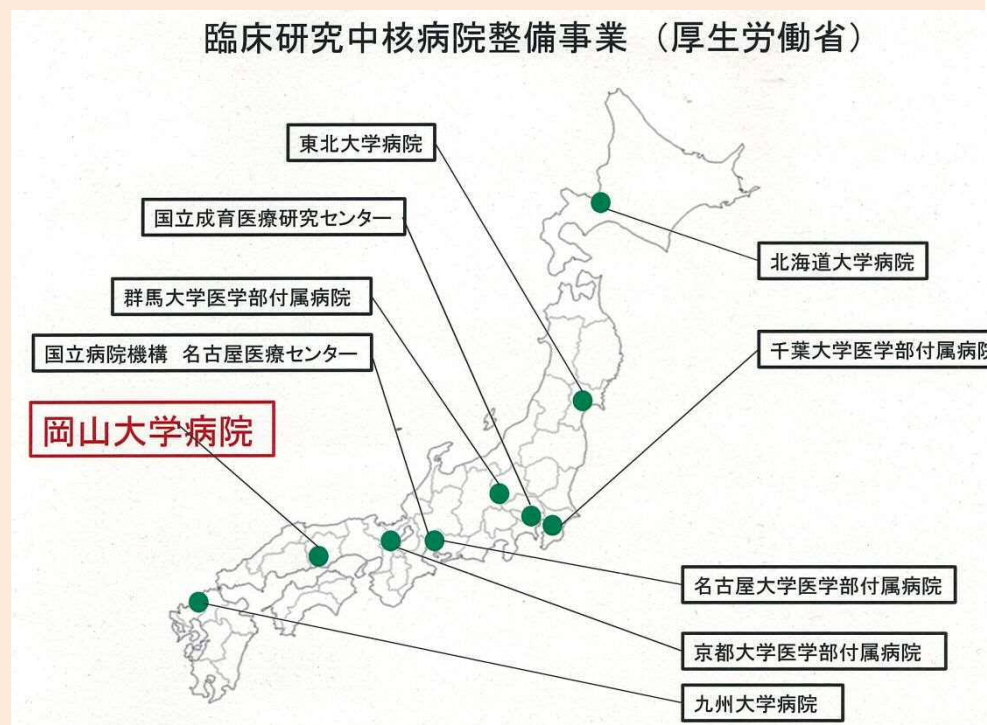 臨床研究中核病院整備事業 （厚生労働省）
東北大学病院
国立成育医療研究センター
北海道大学病院
群馬大学医学部付属病院
国立病院機構 名古屋医療センター
千葉大学医学部付属病院
岡山大学病院
名古屋大学医学部付属病院
京都大学医学部付属病院
九州大学病院